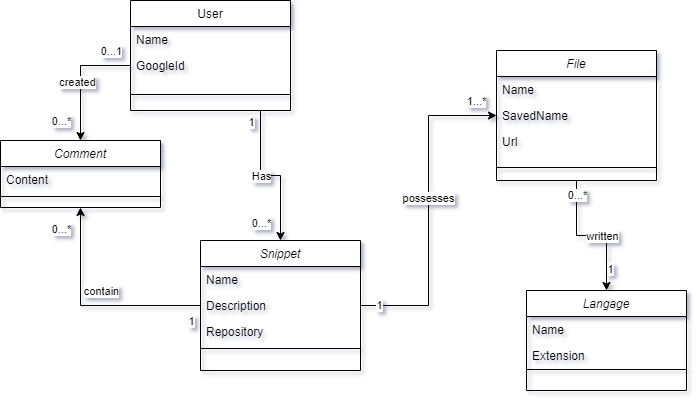 User
Name
GoogleId
0...1
created
0...*
Comment
Content
0...*
contain
1
1
Has
0...*
Snippet
Name
Description
Repository
1
possesses
1...*
File
Name
SavedName
Url
0...*
written
1
Langage
Name
Extension